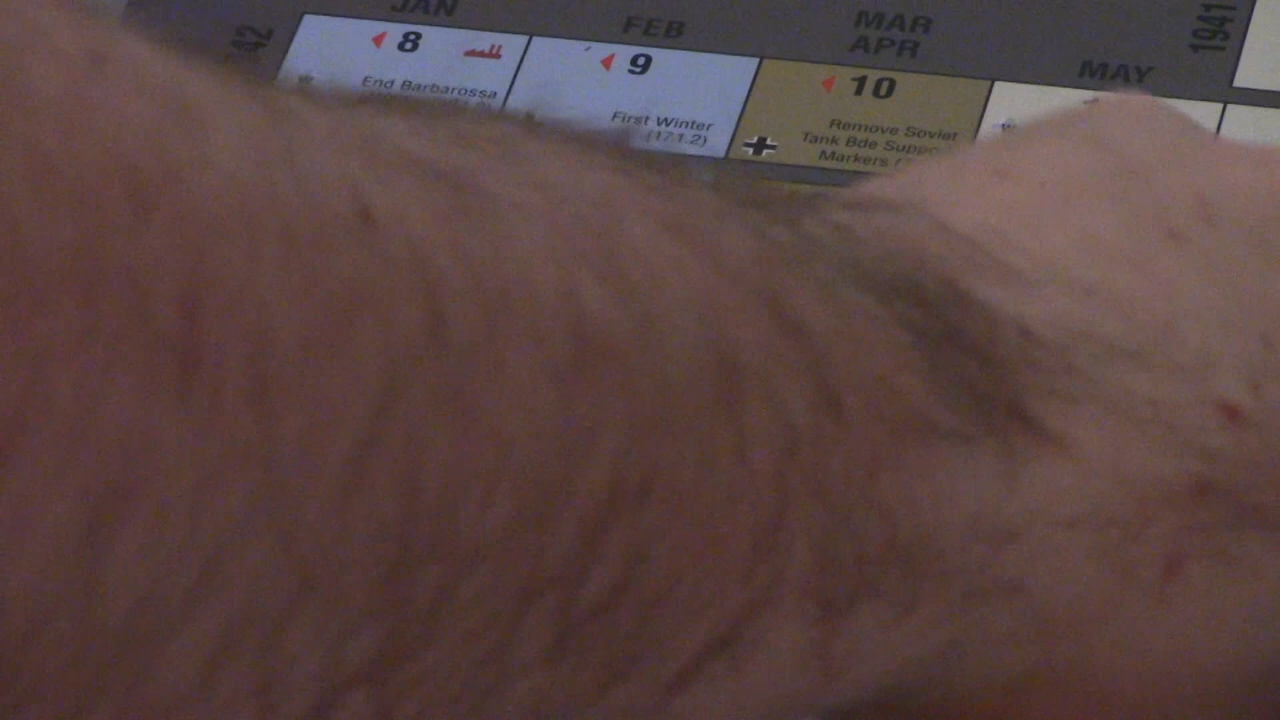 JAN
FEB
MAR
APR
MAY
1941
42
8
End Barbarossa
9
First Winter
(17.1.2)
10
Remove Soviet
Tank Bde
Markers